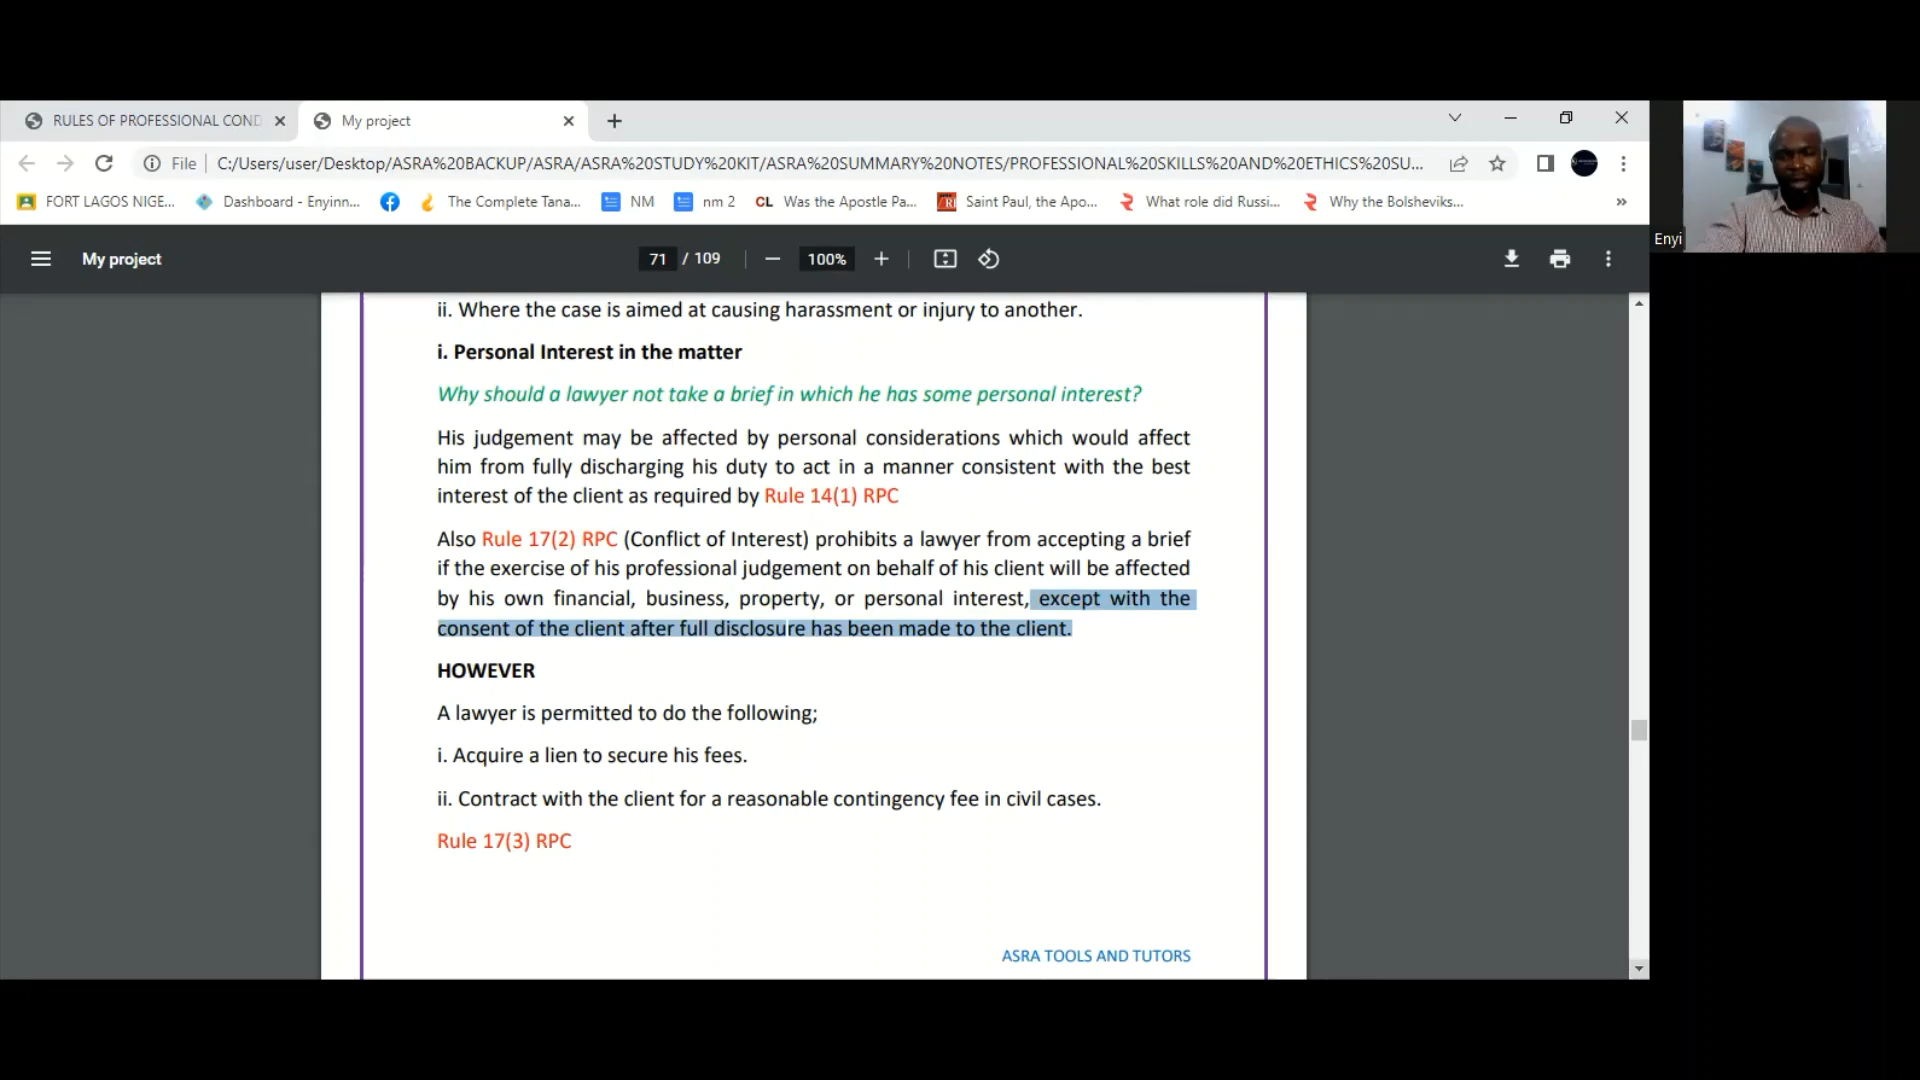 RULES OF PROFESSIONAL COND
My project
File
C:/Users/user/Desktop/ASRA%20BACKUP/ASRA/ASRA%20STUDY%20KIT/ASRA%20SUMMARY%20NOTES/PROFESSIONAL%20SKILLS%20AND%20ETHICS%20SU...
FORT LAGOS NIGE...
Dashboard - Enyinn...
The Complete Tana...
NM
nm 2
CL Was the Apostle Pa...
Saint Paul, the Apo...
What role did Russi...
Why the Bolsheviks...
»
Enyi
My project
71 / 109
100%
ii. Where the case is aimed at causing harassment or injury to another.
i. Personal Interest in the matter
Why should a lawyer not take a brief in which he has some personal interest?
His judgement may be affected by personal considerations which would affect
him from fully discharging his duty to act in a manner consistent with the best
interest of the client as required by Rule 14(1) RPC
Also Rule 17(2) RPC (Conflict of Interest) prohibits a lawyer from accepting a brief
if the exercise of his professional judgement on behalf of his client will be affected
by his own financial, business, property, or personal interest, except with the
consent of the client after full disclosure has been made to the client.
HOWEVER
A lawyer is permitted to do the following;
i. Acquire a lien to secure his fees.
ii. Contract with the client for a reasonable contingency fee in civil cases.
Rule 17(3) RPC
ASRA TOOLS AND TUTORS